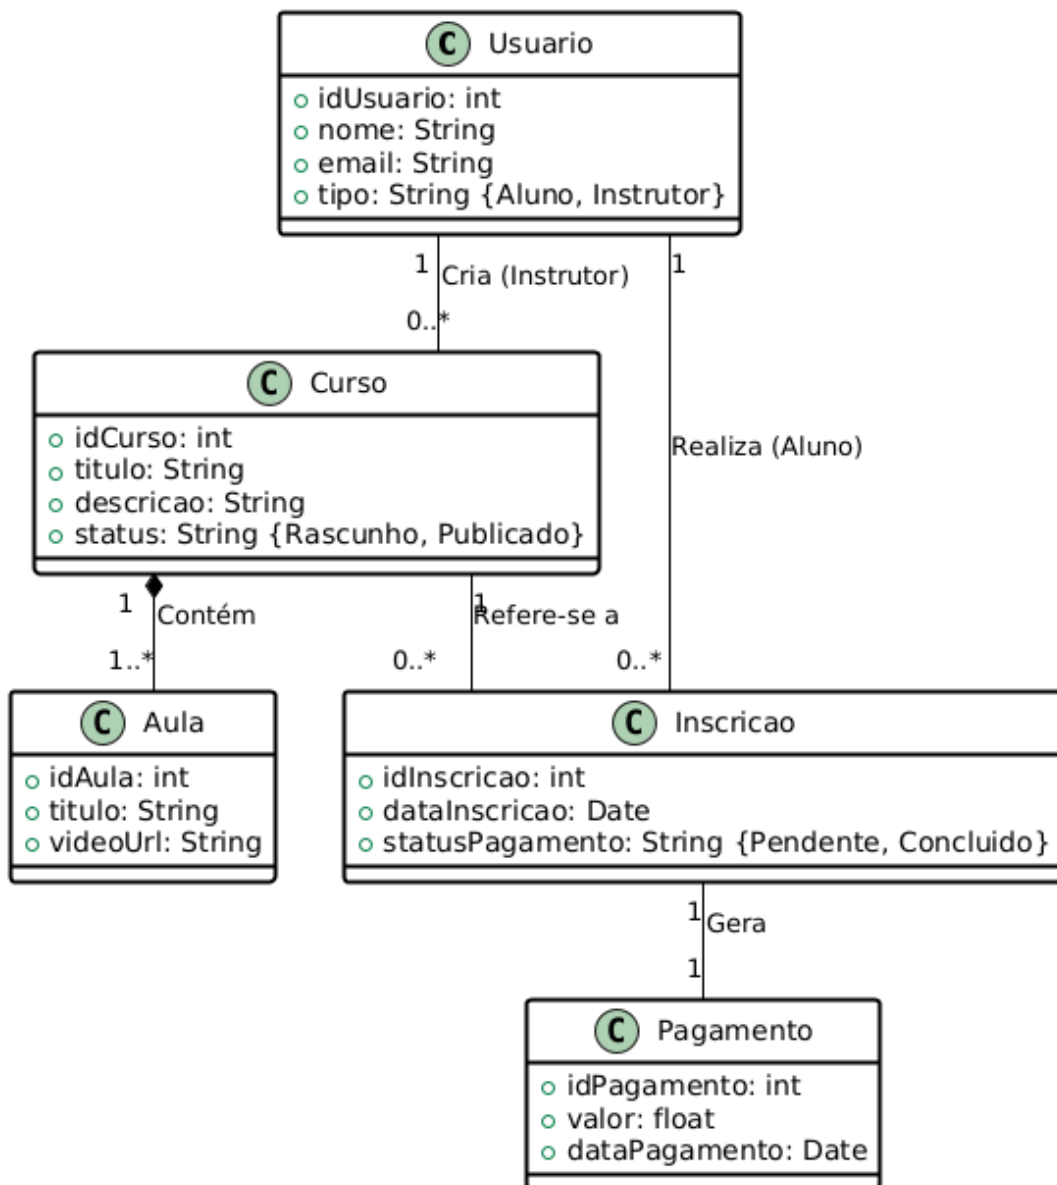 C Usuario
idUsuario: int
nome: String
email: String
tipo: String {Aluno, Instrutor}
1
Cria (Instrutor)
0..*
1
C Curso
idCurso: int
titulo: String
descricao: String
status: String {Rascunho, Publicado}
Realiza (Aluno)
1
Contém
1..*
1
Refere-se a
0..*
0..*
C Aula
idAula: int
titulo: String
videoUrl: String
C Inscricao
idInscricao: int
dataInscricao: Date
statusPagamento: String {Pendente, Concluido}
1
Gera
1
C Pagamento
idPagamento: int
valor: float
dataPagamento: Date